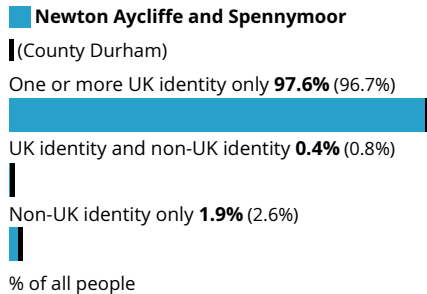 Newton Aycliffe and Spennymoor
(County Durham)
One or more UK identity only 97.6% (96.7%)
UK identity and non-UK identity 0.4% (0.8%)
Non-UK identity only 1.9% (2.6%)
% of all people